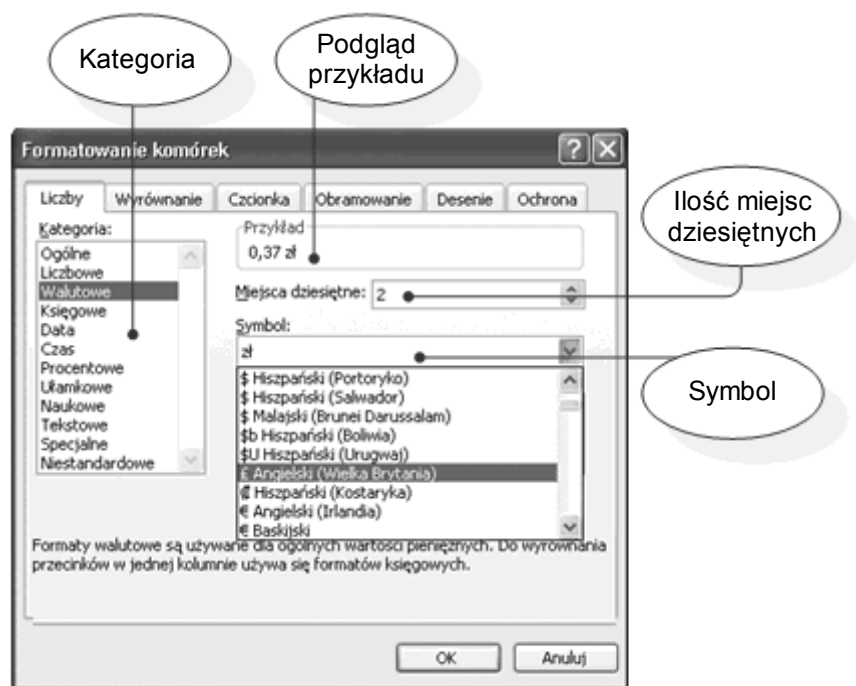 Kategoria
Podgląd
przykładu
Formatowanie komórek
Liczby Wyrównanie Czcionka Obramowanie Desenie Ochrona
Ilość miejsc
dziesiętnych
Kategoria:
Ogólne
Liczbowe
Walutowe
Księgowe
Data
Czas
Procentowe
Ułamkowe
Naukowe
Tekstowe
Specjalne
Niestandardowe
Przykład
0,37 zł
Miejsca dziesiętne: 2
Symbol:
zł
$ Hiszpański (Portoryko)
$ Hiszpański (Salwador)
$ Malajski (Brunei Darussalam)
$b Hiszpański (Boliwia)
$U Hiszpański (Urugwaj)
£ Angielski (Wielka Brytania)
₡ Hiszpański (Kostaryka)
€ Angielski (Irlandia)
€ Baskijski
Symbol
Formaty walutowe są używane dla ogólnych wartości pieniężnych. Do wyrównania
przecinków w jednej kolumnie używa się formatów księgowych.
OK Anuluj